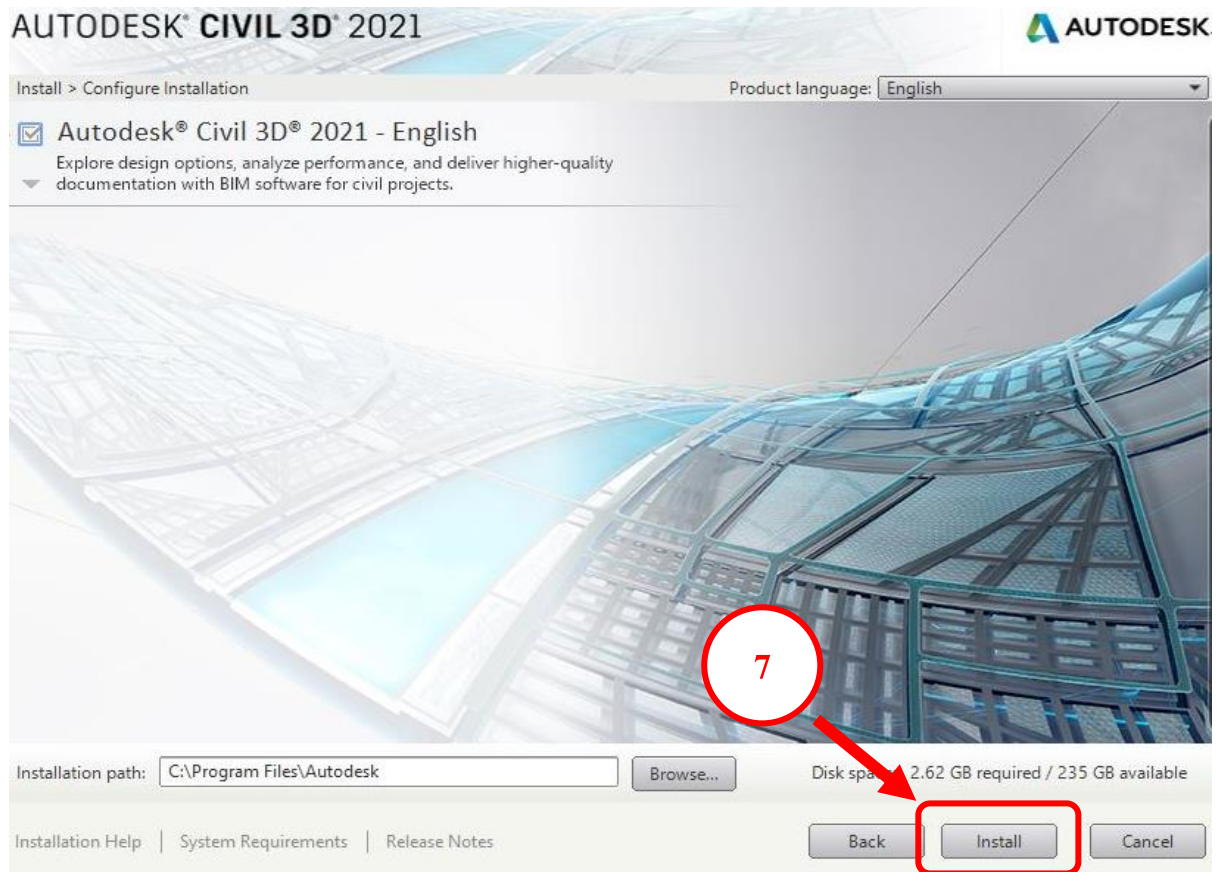 AUTODESK® CIVIL 3D® 2021
AUTODESK.
Install > Configure Installation
Product language: English
Autodesk® Civil 3D® 2021 - English
Explore design options, analyze performance, and deliver higher-quality
documentation with BIM software for civil projects.
7
Installation path: C:\Program Files\Autodesk Browse... Disk 2.62 GB required / 235 GB available
Installation Help | System Requirements | Release Notes Back Install Cancel